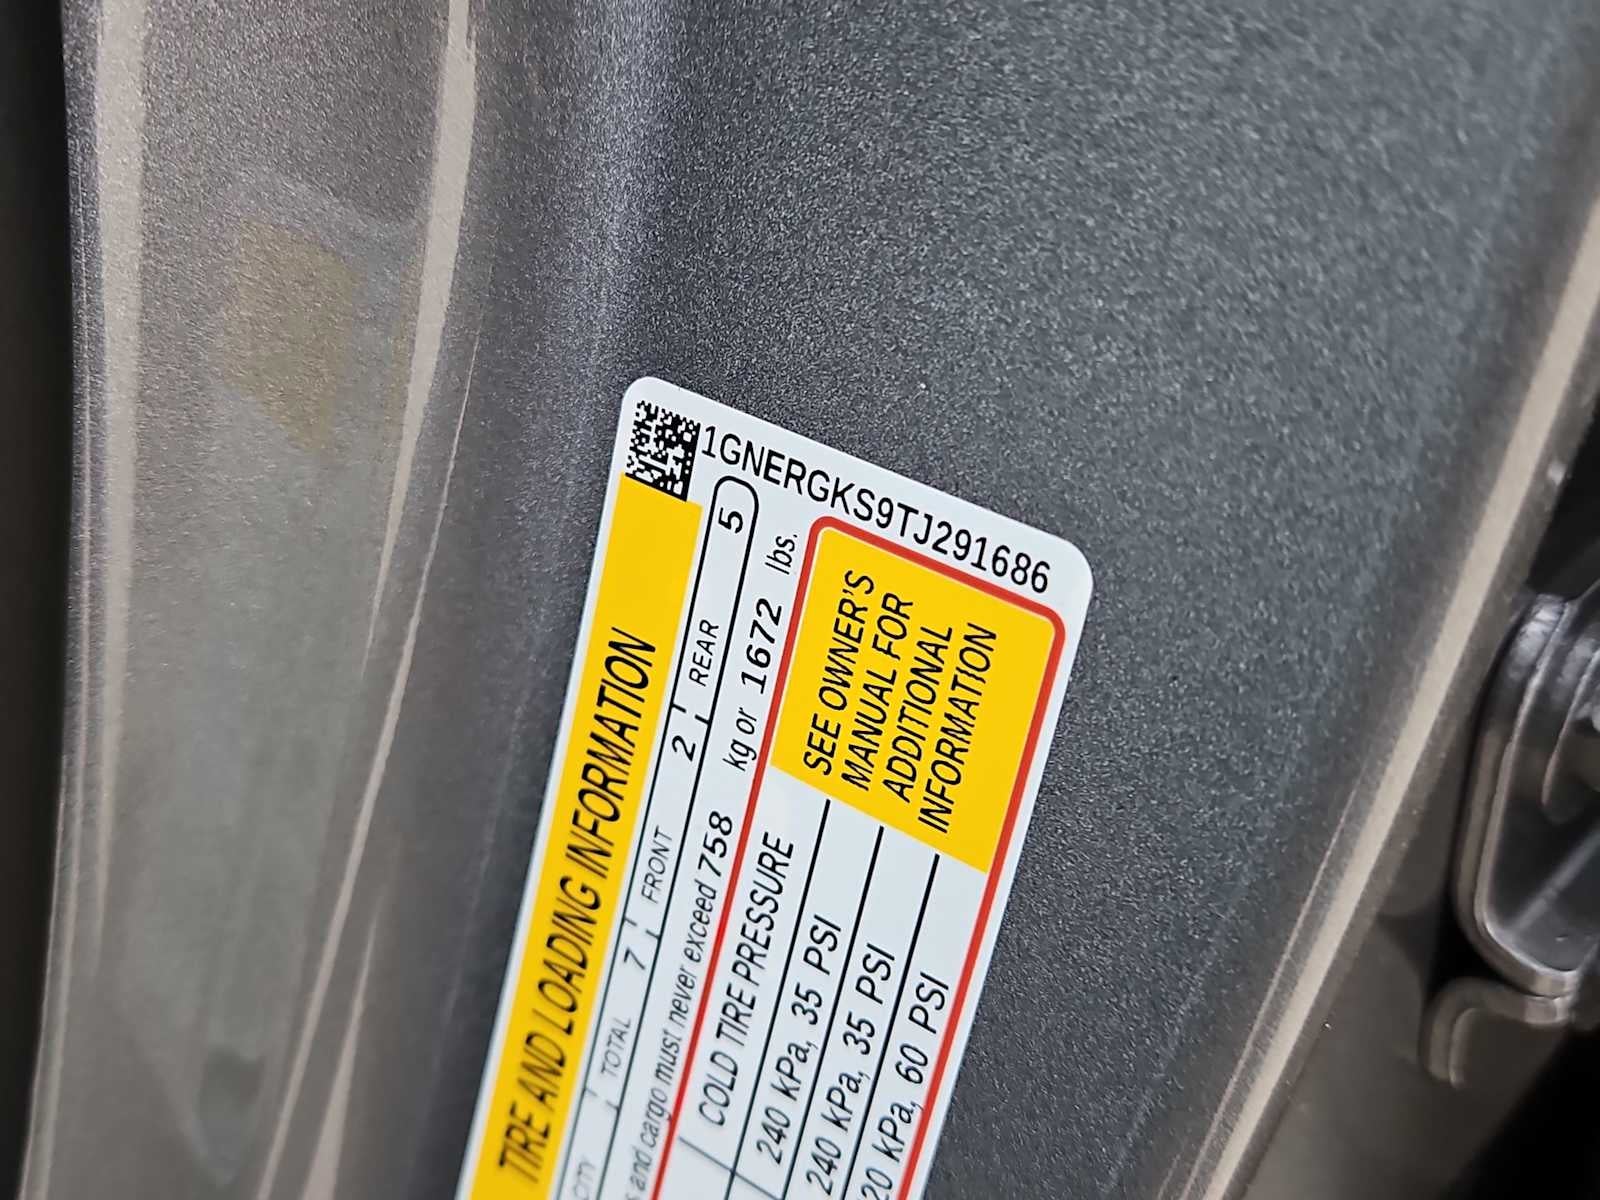 1GNERGKS9TJ291686
TIRE AND LOADING INFORMATION
TOTAL 7 FRONT 2 REAR 5
and cargo must never exceed 758 kg or 1672 lbs.
COLD TIRE PRESSURE
240 kPa, 35 PSI
240 kPa, 35 PSI
20 kPa, 60 PSI
SEE OWNER'S
MANUAL FOR
ADDITIONAL
INFORMATION